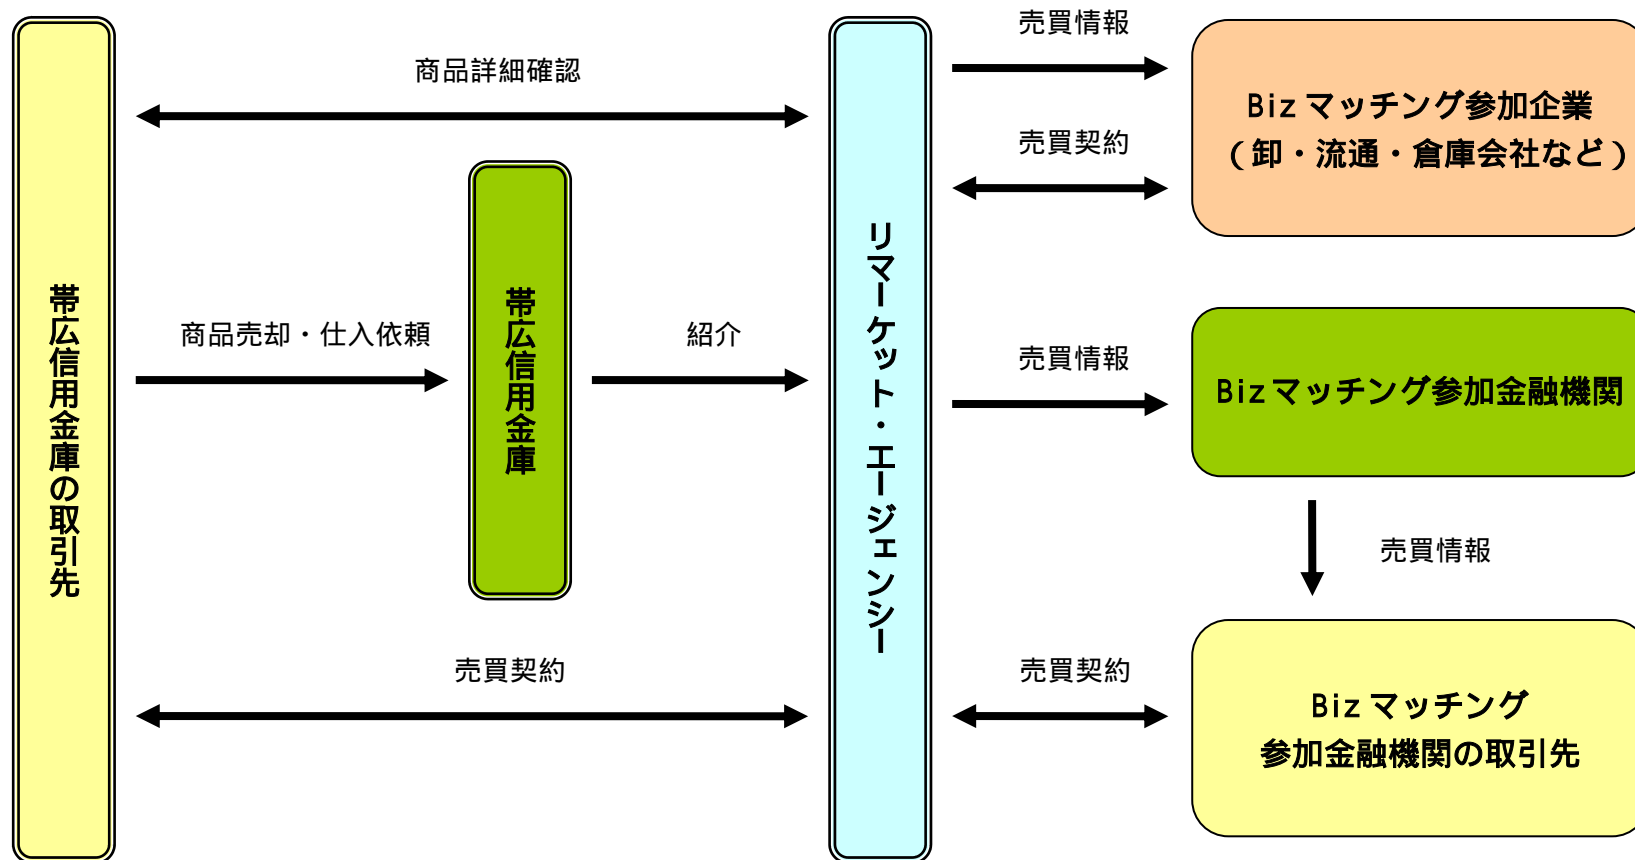 帯広信用金庫の取引先
商品詳細確認
商品売却・仕入依頼
帯広信用金庫
紹介
売買契約
リマーケット・エージェンシー
売買情報
売買契約
売買情報
売買契約
Biz マッチング参加企業
（卸・流通・倉庫会社など）
Biz マッチング参加金融機関
売買情報
Biz マッチング
参加金融機関の取引先